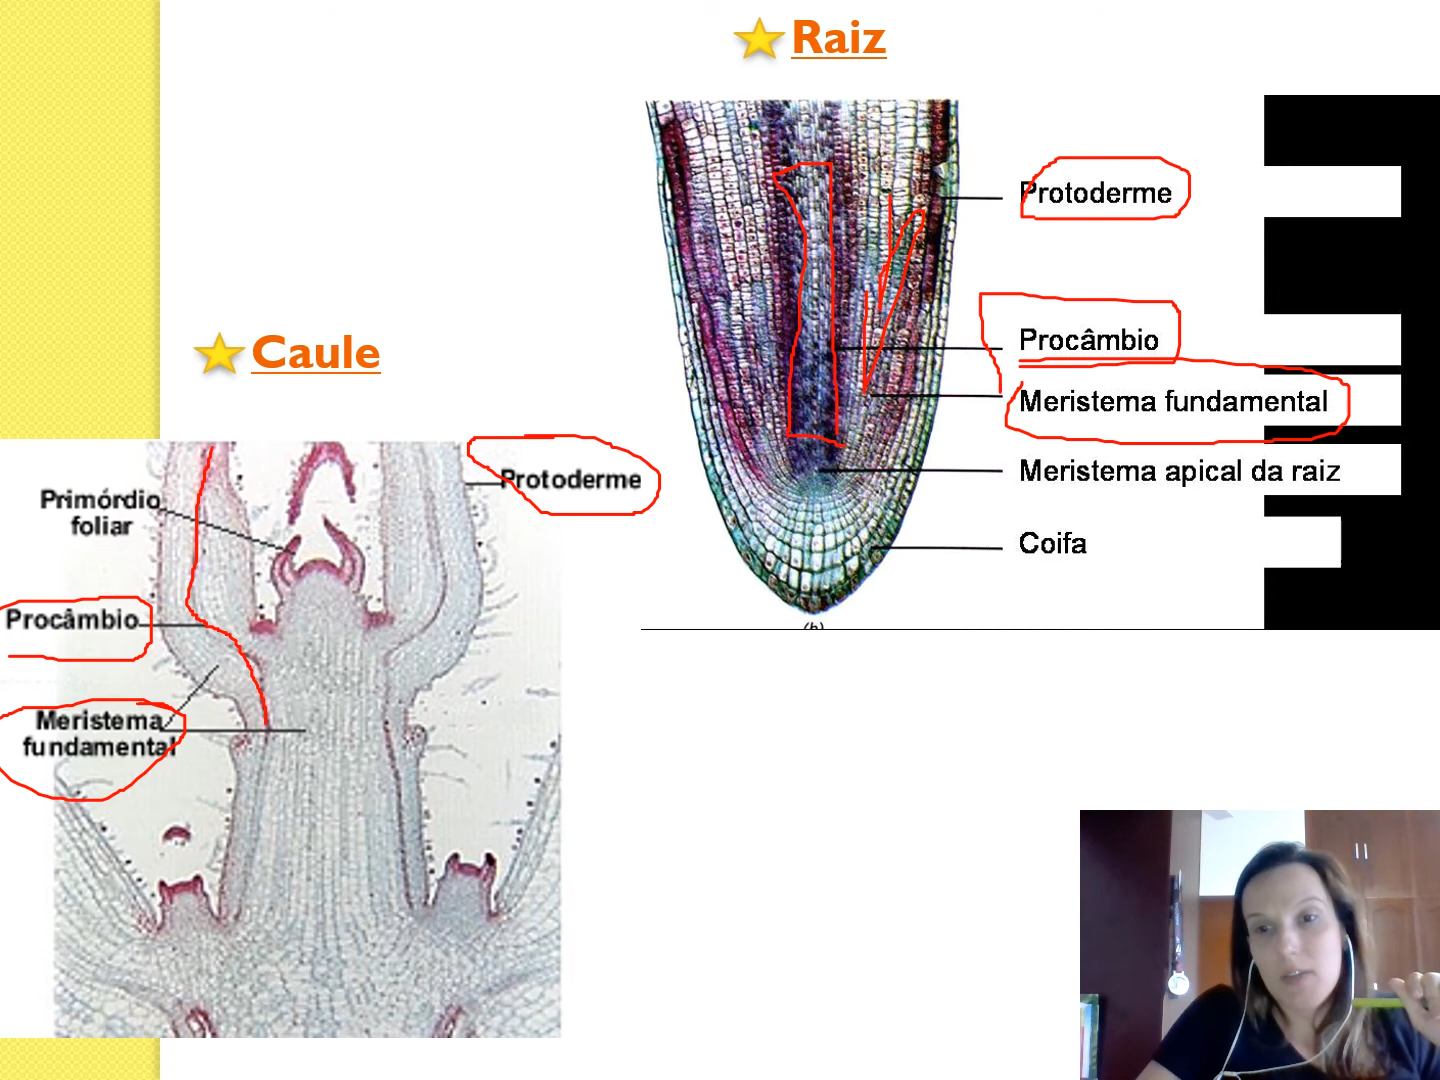 Raiz
Protoderme
Procâmbio
Meristema fundamental
Meristema apical da raiz
Coifa
(b)
Caule
Protoderme
Primórdio
foliar
Procâmbio
Meristema
fundamental